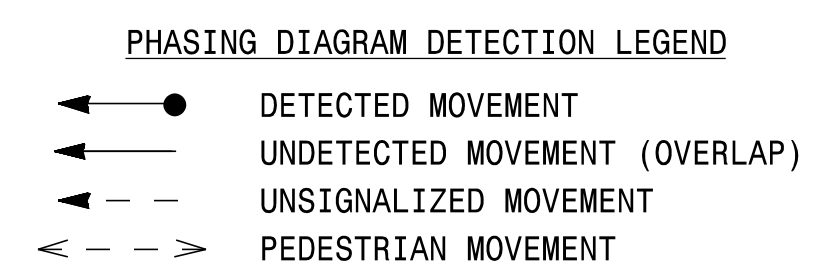 PHASING DIAGRAM DETECTION LEGEND
DETECTED MOVEMENT
UNDETECTED MOVEMENT (OVERLAP)
UNSIGNALIZED MOVEMENT
PEDESTRIAN MOVEMENT